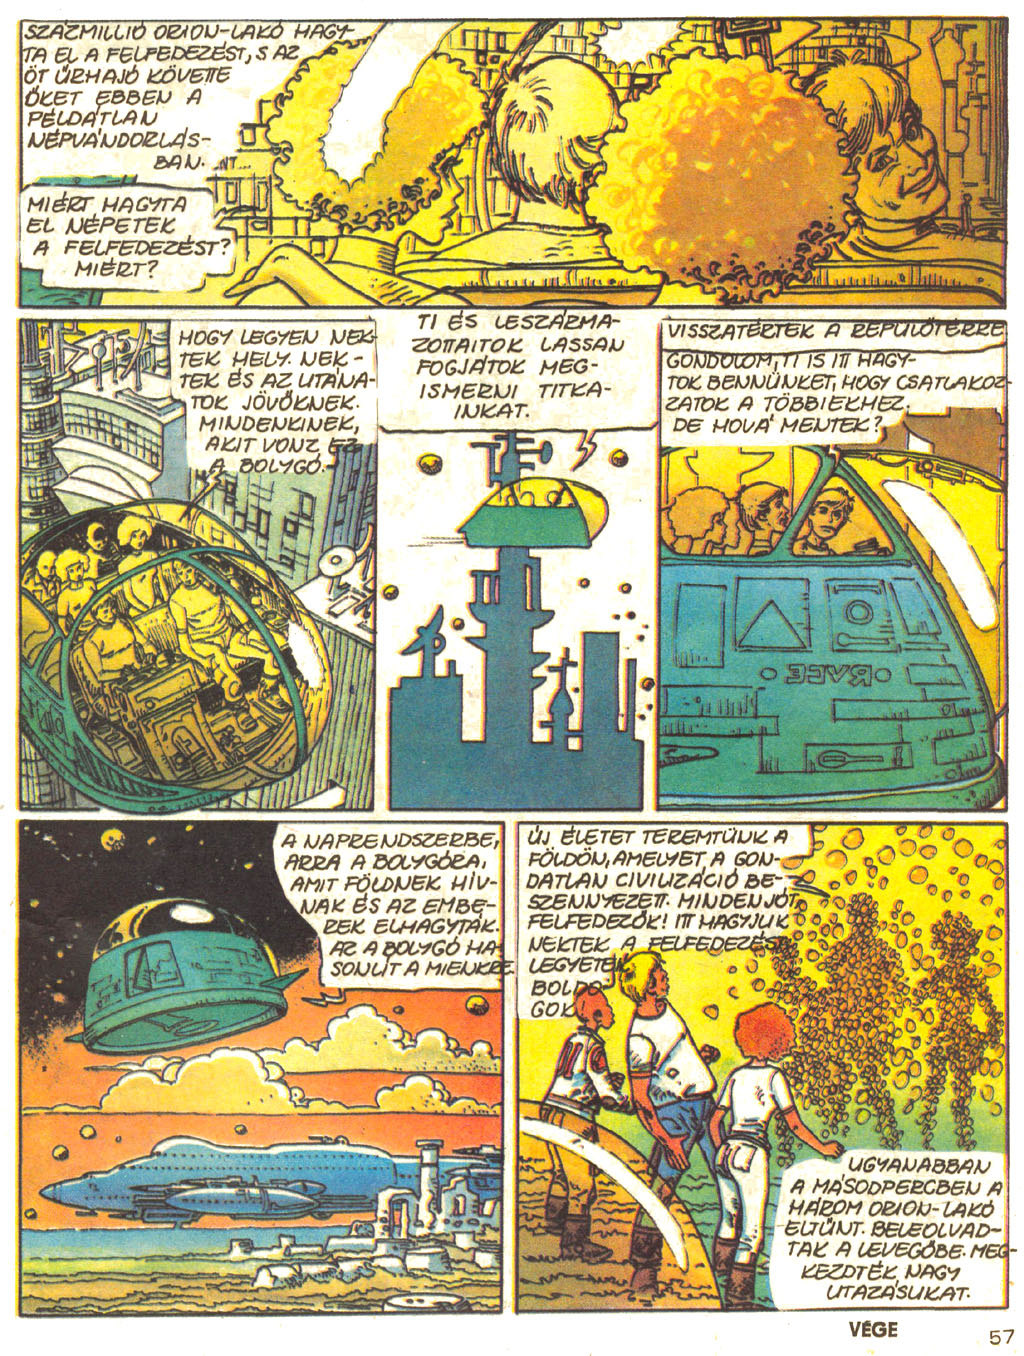 SZÁZMILLIÓ ORION-LAKÓ HAGY-
TA EL A FELFEDEZÉST, S AZ
ÖT ŰRHAJÓ KÖVETTE
ŐKET EBBEN A
PÉLDÁTLAN
NÉPVÁNDORLÁS-
BAN.
MIÉRT HAGYTA
EL NÉPETEK
A FELFEDEZÉST?
MIÉRT?
HOGY LEGYEN NEK-
TEK HELY. NEK-
TEK ÉS AZ UTÁNA-
TOK JÖVŐKNEK.
MINDENKINEK,
AKIT VONZ EZ
A BOLYGÓ.
TI ÉS LESZÁRMA-
ZOTTAITOK LASSAN
FOGJÁTOK MEG-
ISMERNI TITKA-
INKAT.
VISSZATÉRTEK A REPÜLŐTÉRRE
GONDOLOM, TI IS ITT HAGY-
TOK BENNÜNKET, HOGY CSATLAKOZ-
ZATOK A TÖBBIEKHEZ.
DE HOVÁ MENTEK?
A NAPRENDSZERBE,
ARRA A BOLYGÓRA,
AMIT FÖLDNEK HÍV-
NAK ÉS AZ EMBE-
REK ELHAGYTÁK.
AZ A BOLYGÓ HA-
SONLÍT A MIENKRE.
ÚJ ÉLETET TEREMTÜNK A
FÖLDÖN, AMELYET A GON-
DATLAN CIVILIZÁCIÓ BE-
SZENNYEZETT. MINDEN JÓT,
FELFEDEZŐK! ITT HAGYJUK
NEKTEK A FELFEDEZÉST
LEGYETEK
BOLDO-
GOK
UGYANABBAN
A MÁSODPERCBEN A
HÁROM ORION-LAKÓ
ELTŰNT. BELEOLVAD-
TAK A LEVEGŐBE. MEG-
KEZDTÉK NAGY
UTAZÁSUKAT.
VÉGE
57